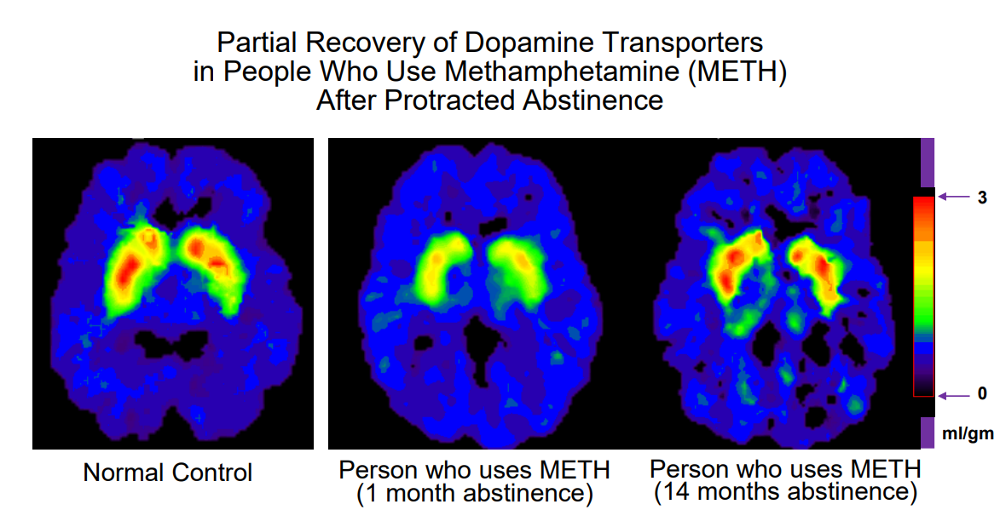 Partial Recovery of Dopamine Transporters
in People Who Use Methamphetamine (METH)
After Protracted Abstinence
3
0
ml/gm
Normal Control
Person who uses METH
(1 month abstinence)
Person who uses METH
(14 months abstinence)